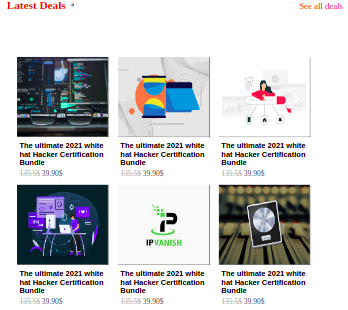 Latest Deals →
See all deals
The ultimate 2021 white
hat Hacker Certification
Bundle
135.5$ 39.90$
The ultimate 2021 white
hat Hacker Certification
Bundle
135.5$ 39.90$
The ultimate 2021 white
hat Hacker Certification
Bundle
135.5$ 39.90$
IPVANISH
The ultimate 2021 white
hat Hacker Certification
Bundle
135.5$ 39.90$
The ultimate 2021 white
hat Hacker Certification
Bundle
135.5$ 39.90$
The ultimate 2021 white
hat Hacker Certification
Bundle
135.5$ 39.90$